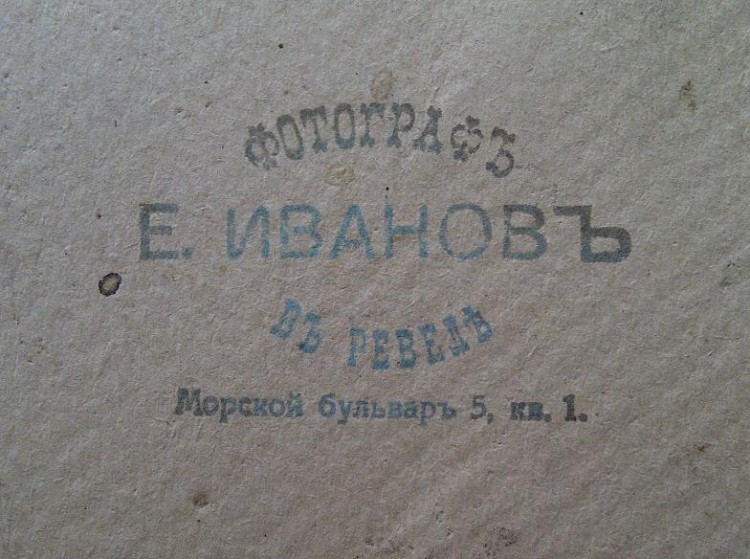 ФОТОГРАФЪ
Е. ИВАНОВЪ
ВЪ РЕВЕЛѢ
Морской бульваръ 5, кв. 1.